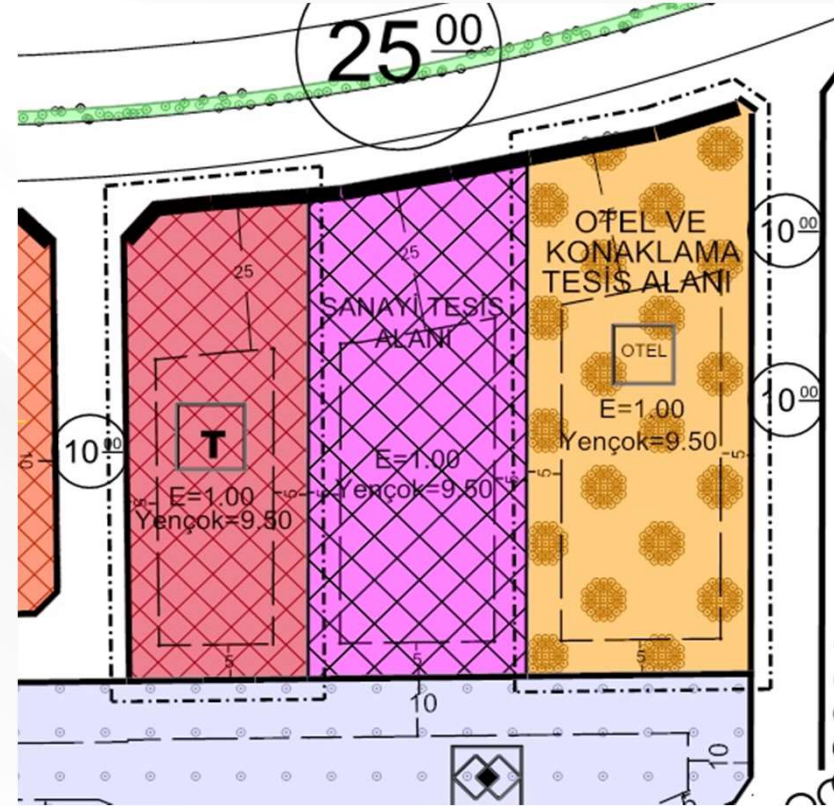 25 00
OTEL VE
KONAKLAMA
TESİS ALANI
10 00
25
25
SANAYİ TESİS
ALANI
OTEL
10 00
E=1.00
Yençok=9.50
T
10 00
10
E=1.00
Yençok=9.50
E=1.00
Yençok=9.50
5
5
5
5
5
5
10
10